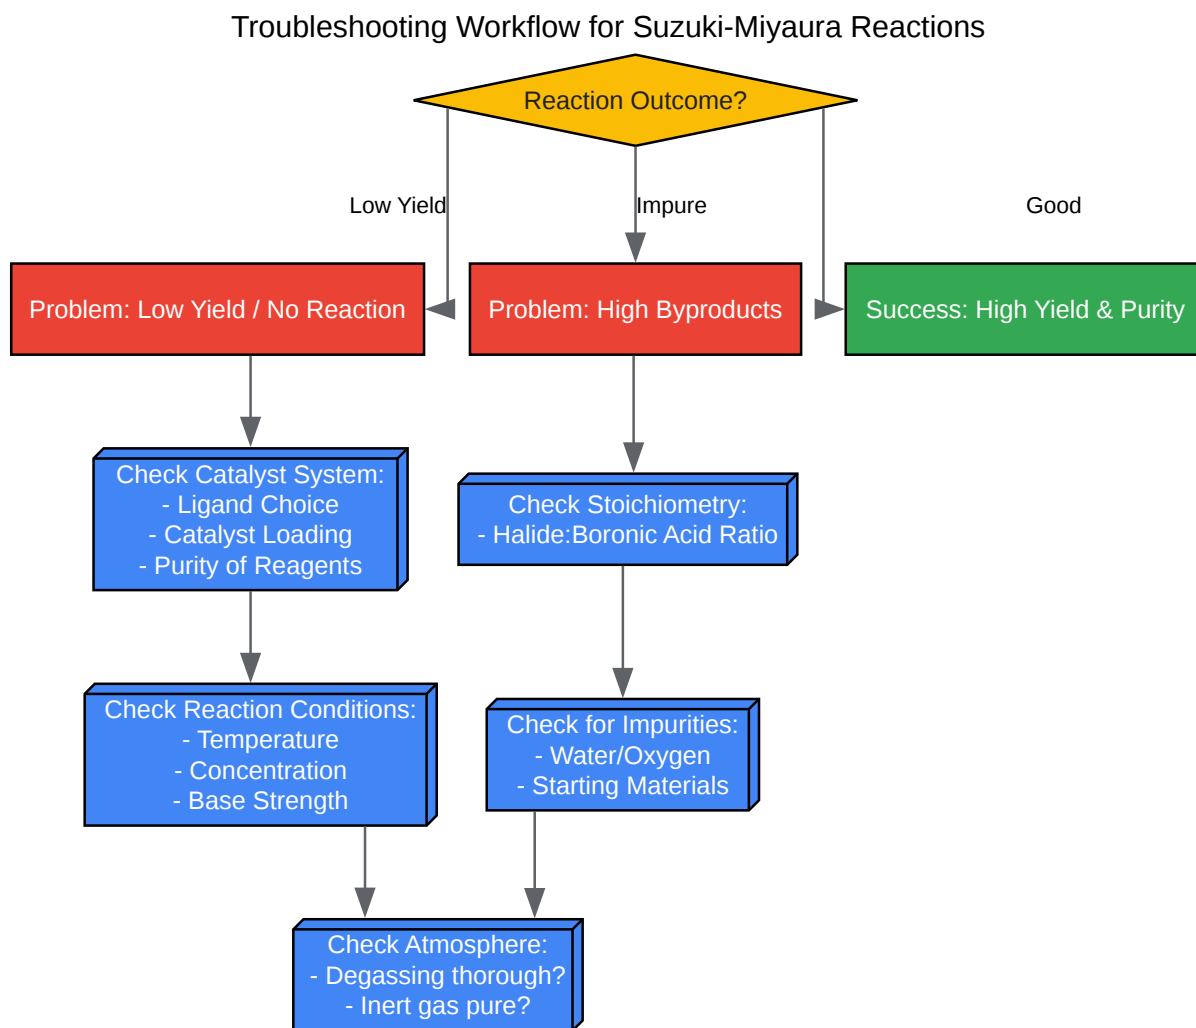 Troubleshooting Workflow for Suzuki-Miyaura Reactions
Reaction Outcome?
Low Yield
Impure
Good
Problem: Low Yield / No Reaction
Problem: High Byproducts
Success: High Yield & Purity
Check Catalyst System:
- Ligand Choice
- Catalyst Loading
- Purity of Reagents
Check Stoichiometry:
- Halide:Boronic Acid Ratio
Check Reaction Conditions:
- Temperature
- Concentration
- Base Strength
Check for Impurities:
- Water/Oxygen
- Starting Materials
Check Atmosphere:
- Degassing thorough?
- Inert gas pure?